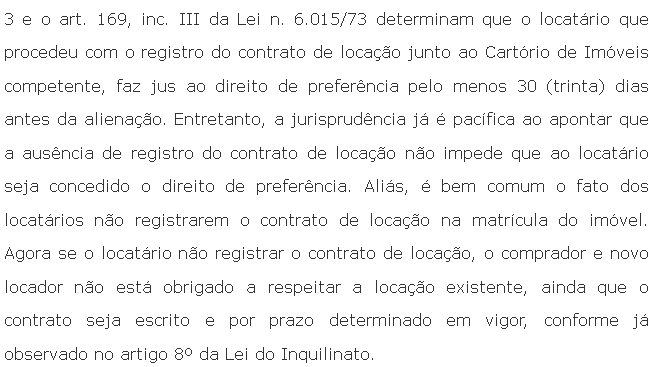 3 e o art. 169, inc. III da Lei n. 6.015/73 determinam que o locatário que
procedeu com o registro do contrato de locação junto ao Cartório de Imóveis
competente, faz jus ao direito de preferência pelo menos 30 (trinta) dias
antes da alienação. Entretanto, a jurisprudência já é pacífica ao apontar que
a ausência de registro do contrato de locação não impede que ao locatário
seja concedido o direito de preferência. Aliás, é bem comum o fato dos
locatários não registrarem o contrato de locação na matrícula do imóvel.
Agora se o locatário não registrar o contrato de locação, o comprador e novo
locador não está obrigado a respeitar a locação existente, ainda que o
contrato seja escrito e por prazo determinado em vigor, conforme já
observado no artigo 8º da Lei do Inquilinato.